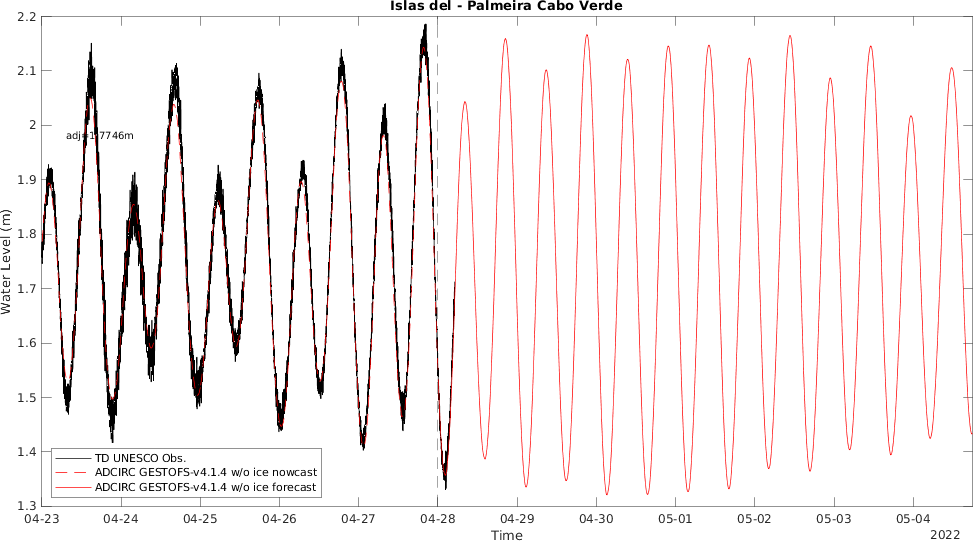 Islas del - Palmeira Cabo Verde
2.2
2.1
2
1.9
1.8
1.7
1.6
1.5
1.4
1.3
Water Level (m)
adj=1.7746m
TD UNESCO Obs.
ADCIRC GESTOFS-v4.1.4 w/o ice nowcast
ADCIRC GESTOFS-v4.1.4 w/o ice forecast
04-23 04-24 04-25 04-26 04-27 04-28 04-29 04-30 05-01 05-02 05-03 05-04
Time
2022